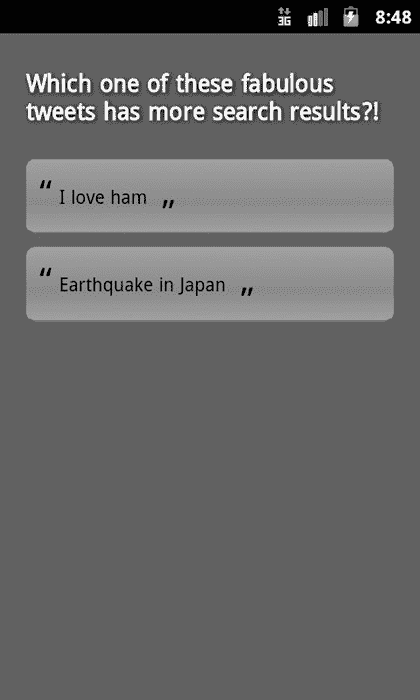 3G 8:48
Which one of these fabulous
tweets has more search results?!
“ I love ham „
“ Earthquake in Japan „